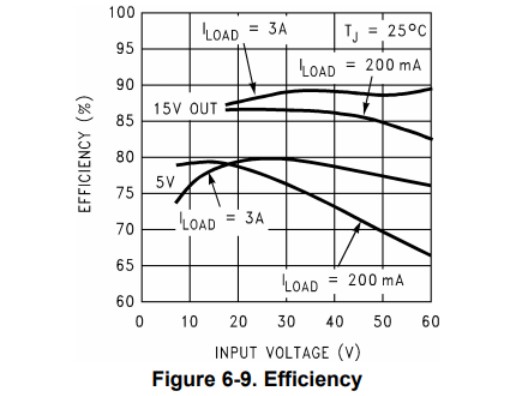 100
95
90
85
80
75
70
65
60
EFFICIENCY (%)
I_LOAD = 3A
T_J = 25°C
I_LOAD = 200 mA
15V OUT
5V
I_LOAD = 3A
I_LOAD = 200 mA
0 10 20 30 40 50 60
INPUT VOLTAGE (V)
Figure 6-9. Efficiency